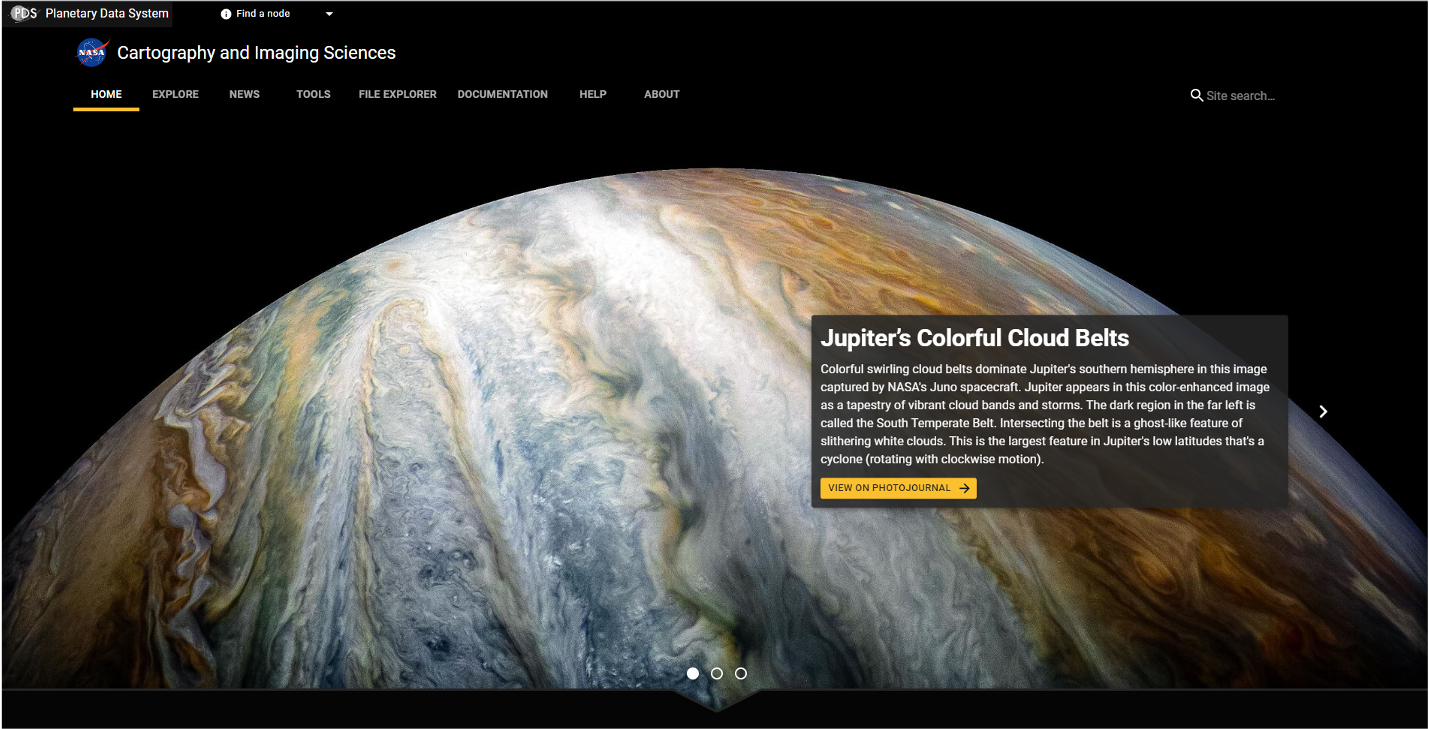 PDS Planetary Data System
Find a node
NASA
Cartography and Imaging Sciences
HOME EXPLORE NEWS TOOLS FILE EXPLORER DOCUMENTATION HELP ABOUT
Site search...
Jupiter's Colorful Cloud Belts
Colorful swirling cloud belts dominate Jupiter's southern hemisphere in this image
captured by NASA's Juno spacecraft. Jupiter appears in this color-enhanced image
as a tapestry of vibrant cloud bands and storms. The dark region in the far left is
called the South Temperate Belt. Intersecting the belt is a ghost-like feature of
slithering white clouds. This is the largest feature in Jupiter's low latitudes that's a
cyclone (rotating with clockwise motion).
VIEW ON PHOTOJOURNAL